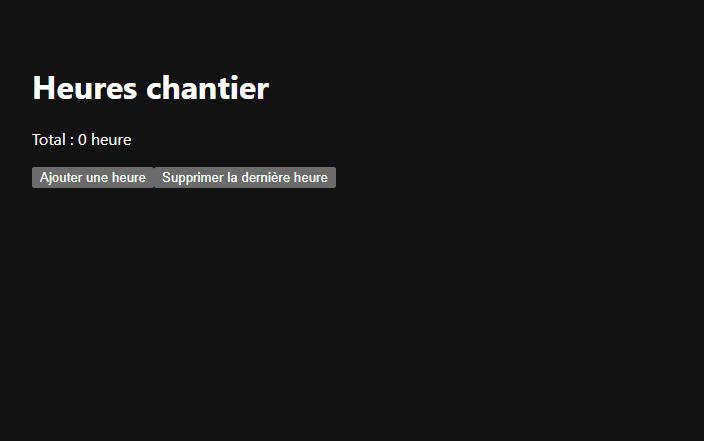 Heures chantier
Total : 0 heure
Ajouter une heure Supprimer la dernière heure